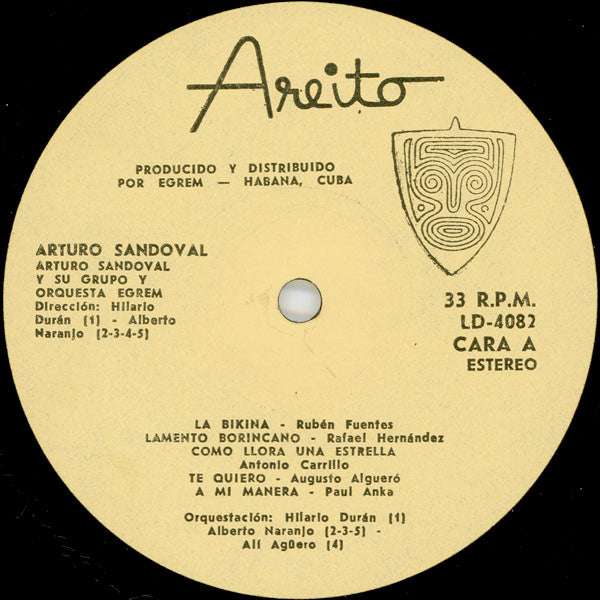 Areito
PRODUCIDO Y DISTRIBUIDO
POR EGREM — HABANA, CUBA
ARTURO SANDOVAL
ARTURO SANDOVAL
Y SU GRUPO Y
ORQUESTA EGREM
Dirección: Hilario
Durán (1) - Alberto
Naranjo (2-3-4-5)
33 R.P.M.
LD-4082
CARA A
ESTEREO
LA BIKINA - Rubén Fuentes
LAMENTO BORINCANO - Rafael Hernández
COMO LLORA UNA ESTRELLA
Antonio Carrillo
TE QUIERO - Augusto Algueró
A MI MANERA - Paul Anka
Orquestación: Hilario Durán (1)
Alberto Naranjo (2-3-5) -
Alí Agüero (4)